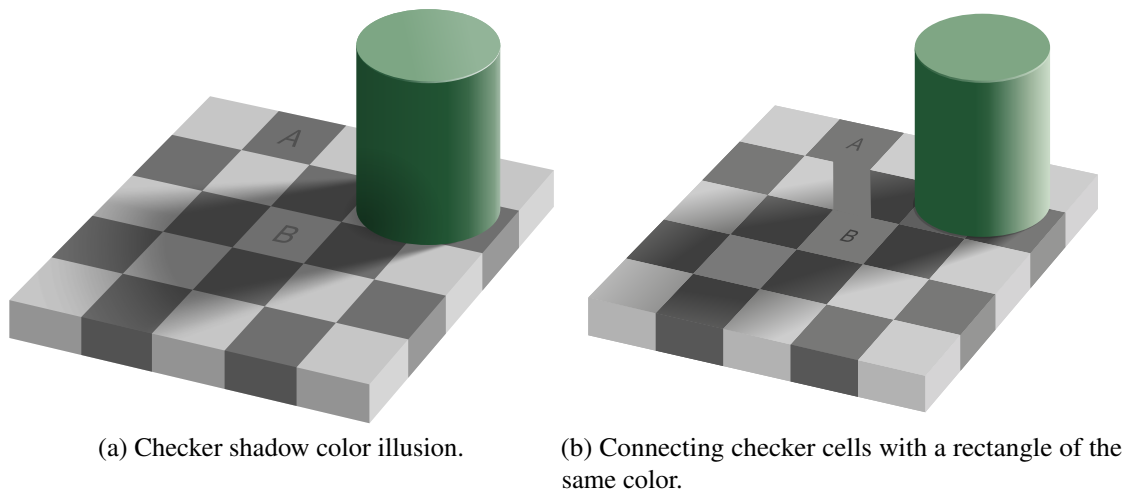 A
B
A
B
(a) Checker shadow color illusion.
(b) Connecting checker cells with a rectangle of the
same color.